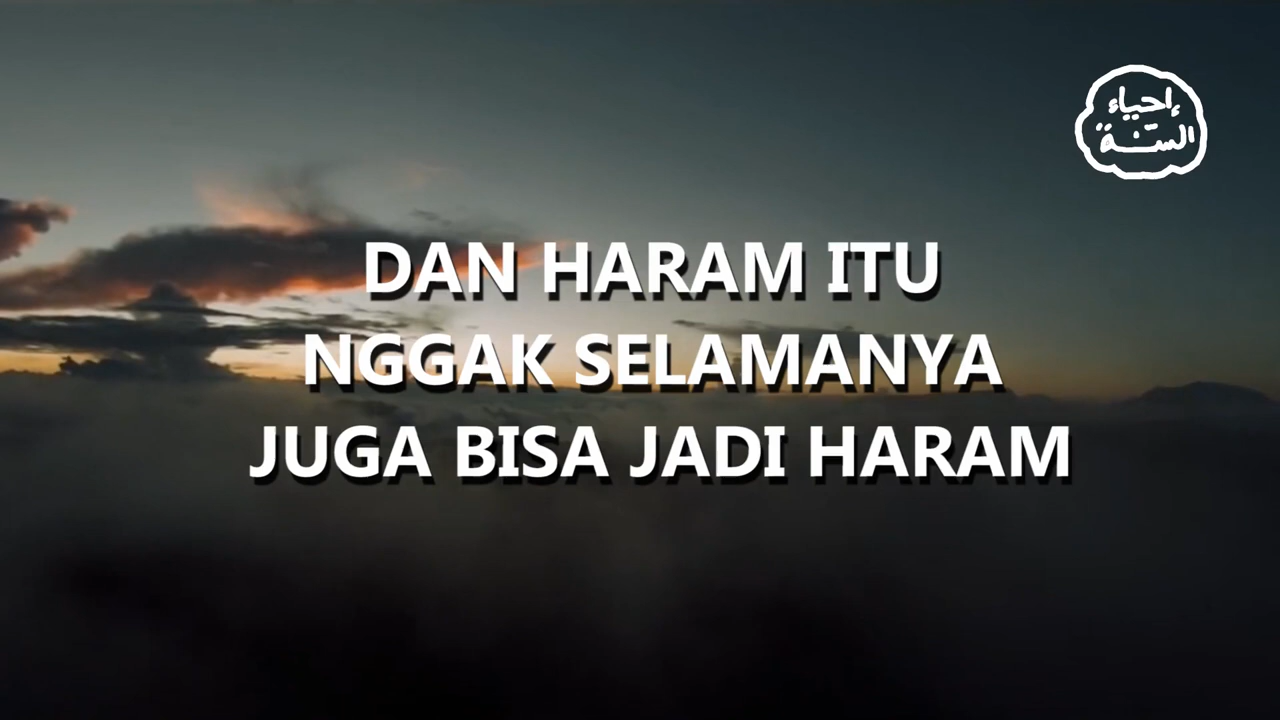 إحياء
السنة
DAN HARAM ITU
NGGAK SELAMANYA
JUGA BISA JADI HARAM